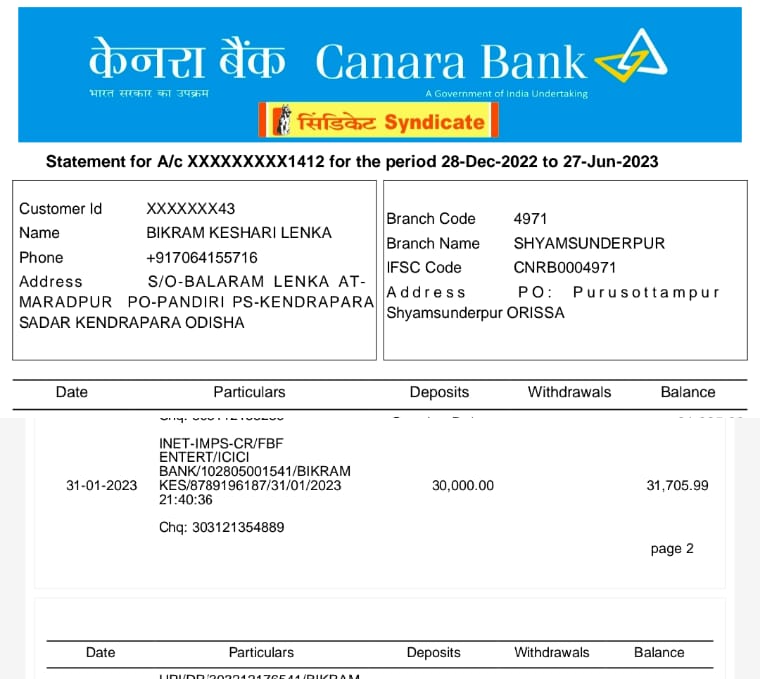 केनरा बैंक Canara Bank
भारत सरकार का उपक्रम A Government of India Undertaking
सिंडिकेट Syndicate
Statement for A/c XXXXXXXXX1412 for the period 28-Dec-2022 to 27-Jun-2023
Customer Id XXXXXXX43
Name BIKRAM KESHARI LENKA
Phone +917064155716
Address S/O-BALARAM LENKA AT-
MARADPUR PO-PANDIRI PS-KENDRAPARA
SADAR KENDRAPARA ODISHA
Branch Code 4971
Branch Name SHYAMSUNDERPUR
IFSC Code CNRB0004971
Address PO: Purusottampur
Shyamsunderpur ORISSA
Date Particulars Deposits Withdrawals Balance
INET-IMPS-CR/FBF
ENTERT/ICICI
BANK/102805001541/BIKRAM
31-01-2023 KES/8789196187/31/01/2023 30,000.00 31,705.99
21:40:36
Chq: 303121354889
page 2
Date Particulars Deposits Withdrawals Balance